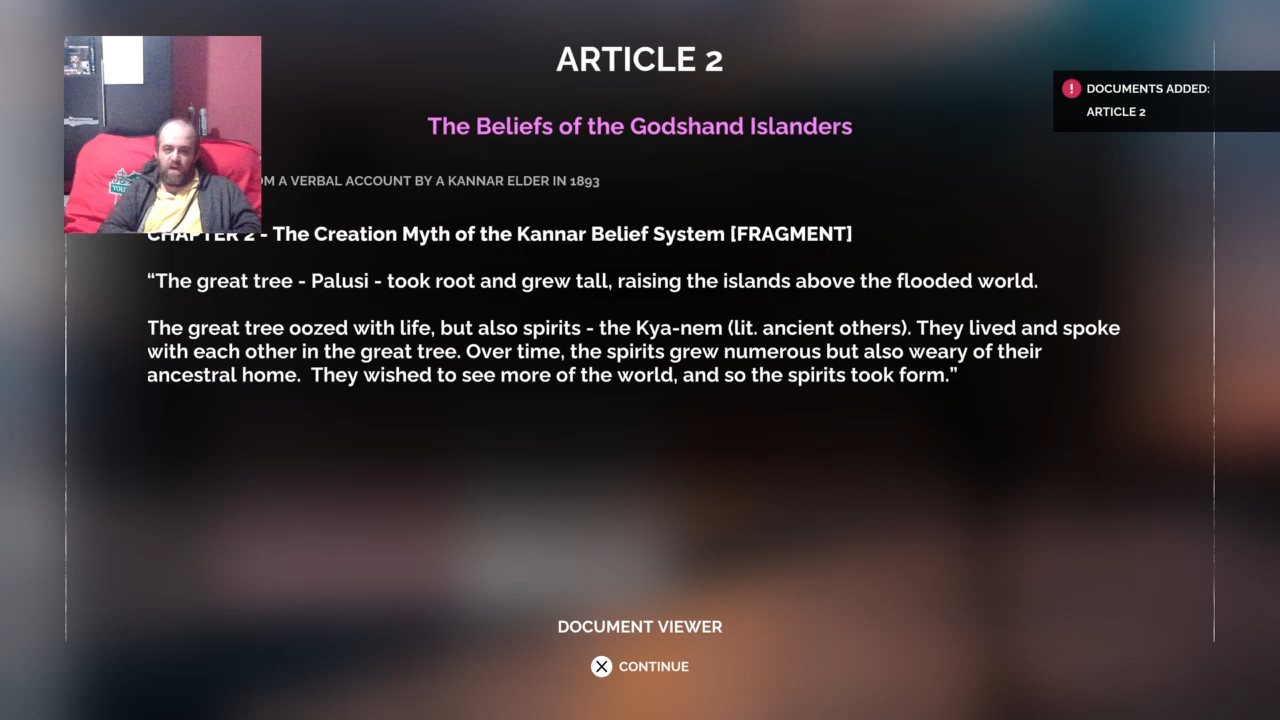 ARTICLE 2
DOCUMENTS ADDED:
ARTICLE 2
The Beliefs of the Godshand Islanders
A VERBAL ACCOUNT BY A KANNAR ELDER IN 1893
CHAPTER 2 - The Creation Myth of the Kannar Belief System [FRAGMENT]
“The great tree - Palusi - took root and grew tall, raising the islands above the flooded world.
The great tree oozed with life, but also spirits - the Kya-nem (lit. ancient others). They lived and spoke
with each other in the great tree. Over time, the spirits grew numerous but also weary of their
ancestral home. They wished to see more of the world, and so the spirits took form.”
DOCUMENT VIEWER
CONTINUE